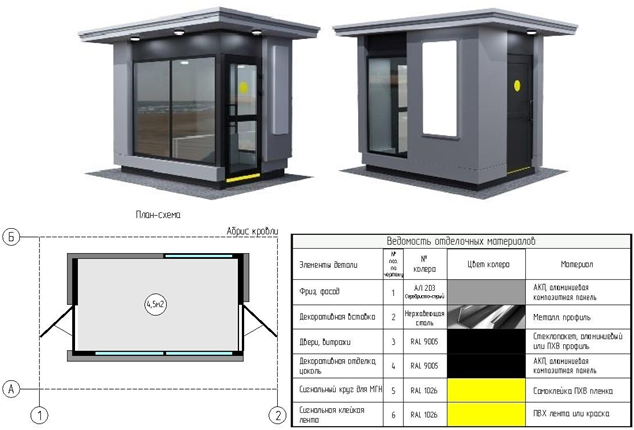 План-схема
Абрис кровли
Б
4,5м2
А
1
2
Ведомость отделочных материалов
Элементы детали
№ поз. по чертежу
№ колера
Цвет колера
Материал
Фриз, фасад
1
АЛ 203
Серебристо-серый
АКП, алюминиевая
композитная панель
Декоративная вставка
2
Нержавеющая
сталь
Металл. профиль
Двери, витражи
3
RAL 9005
Стеклопакет, алюминиевый
или ПХВ профиль
Декоративная отделка,
цоколь
4
RAL 9005
АКП, алюминиевая
композитная панель
Сигнальный круг для МГН
5
RAL 1026
Самоклейка ПХВ пленка
Сигнальная клейкая
лента
6
RAL 1026
ПВХ лента или краска